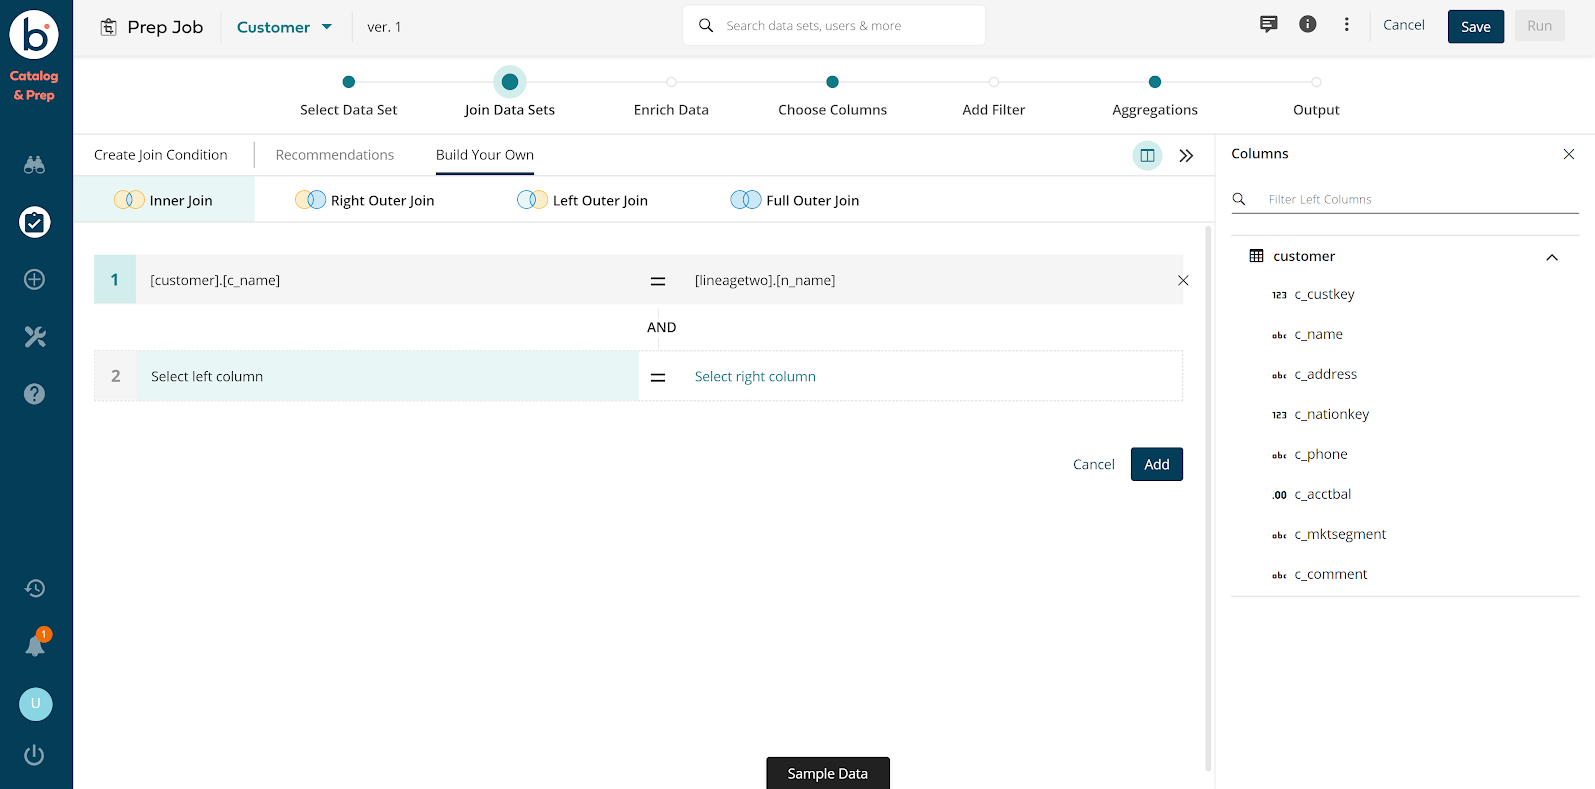 b
Catalog
& Prep
Prep Job
Customer
ver. 1
Search data sets, users & more
Cancel
Save
Run
Select Data Set
Join Data Sets
Enrich Data
Choose Columns
Add Filter
Aggregations
Output
Create Join Condition
Recommendations
Build Your Own
Inner Join
Right Outer Join
Left Outer Join
Full Outer Join
1 [customer].[c_name] = [lineagetwo].[n_name]
AND
2 Select left column = Select right column
Cancel
Add
Columns
Filter Left Columns
customer
123 c_custkey
abc c_name
abc c_address
123 c_nationkey
abc c_phone
.00 c_acctbal
abc c_mktsegment
abc c_comment
1
U
Sample Data